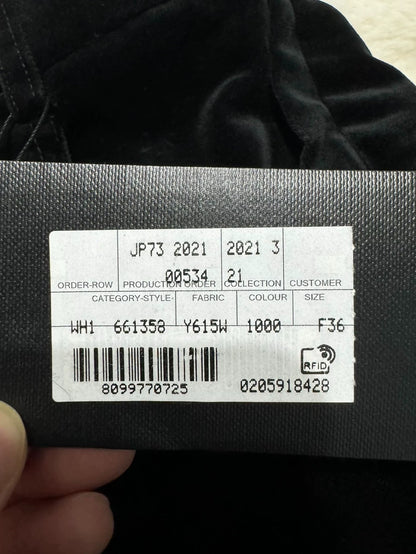 JP73 2021 2021 3
00534 21
ORDER-ROW PRODUCTION ORDER COLLECTION CUSTOMER
CATEGORY-STYLE- FABRIC COLOUR SIZE
WH1 661358 Y615W 1000 F36
RFID
8099770725 0205918428